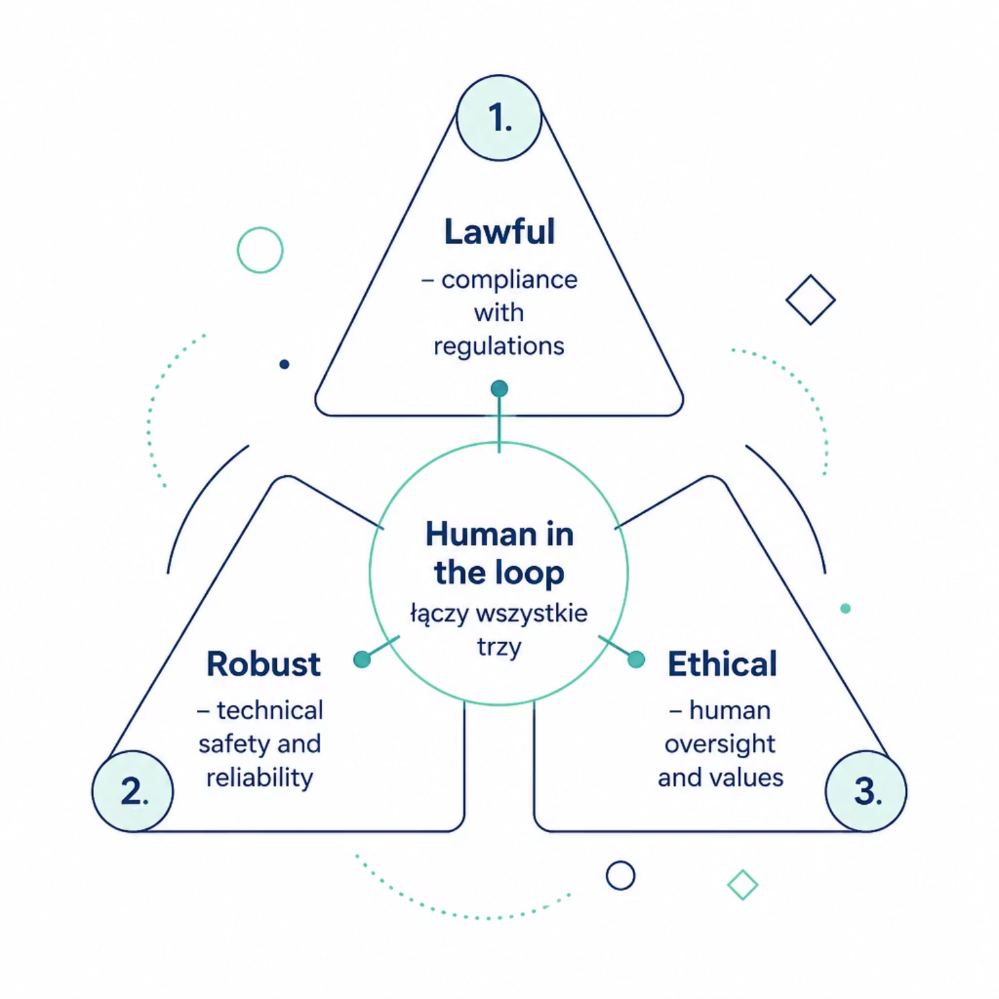 1.
Lawful
– compliance
with
regulations
Human in
the loop
łączy wszystkie
trzy
Robust
– technical
safety and
reliability
2.
Ethical
– human
oversight
and values
3.